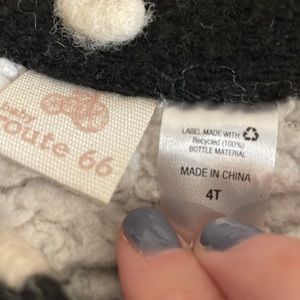 baby
route 66
LABEL MADE WITH
Recycled (100%)
BOTTLE MATERIAL
MADE IN CHINA
4T